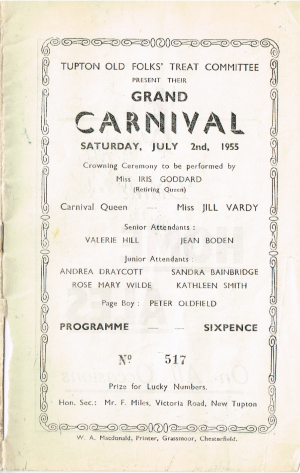 TUPTON OLD FOLKS' TREAT COMMITTEE
PRESENT THEIR
GRAND
CARNIVAL
SATURDAY, JULY 2nd, 1955
Crowning Ceremony to be performed by
Miss IRIS GODDARD
(Retiring Queen)
Carnival Queen — Miss JILL VARDY
Senior Attendants :
VALERIE HILL JEAN BODEN
Junior Attendants :
ANDREA DRAYCOTT SANDRA BAINBRIDGE
ROSE MARY WILDE KATHLEEN SMITH
Page Boy : PETER OLDFIELD
PROGRAMME — — SIXPENCE
No 517
Prize for Lucky Numbers.
Hon. Sec.: Mr. F. Miles, Victoria Road, New Tupton
W. A. Macdonald, Printer, Grassmoor, Chesterfield.